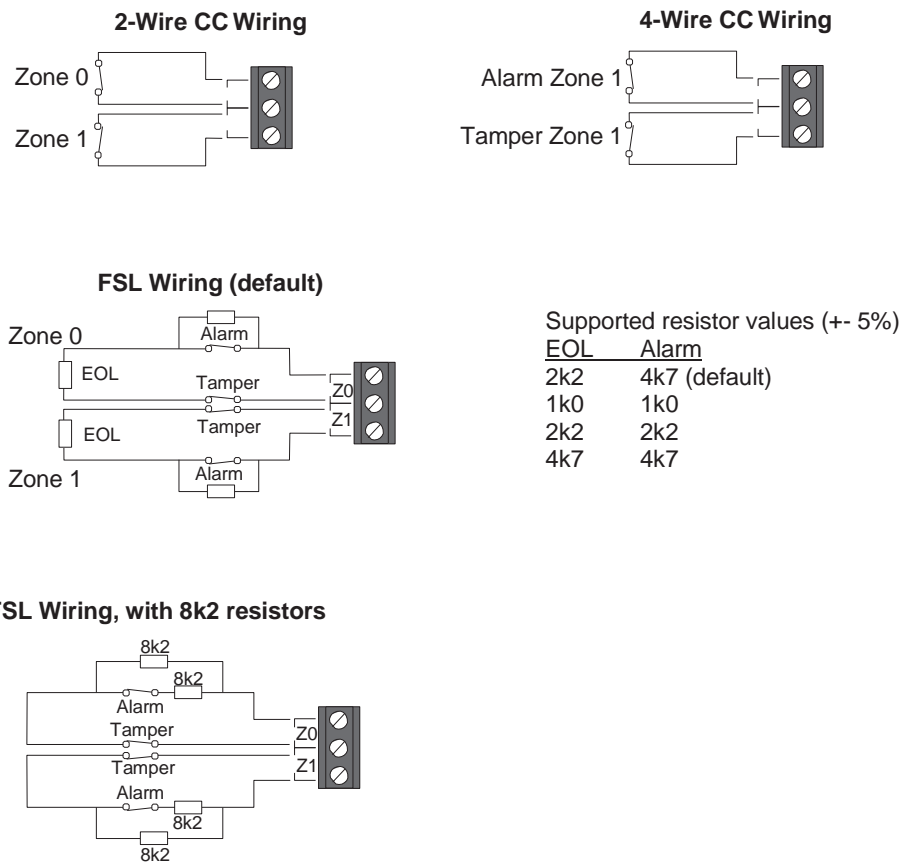 2-Wire CC Wiring
Zone 0
Zone 1
4-Wire CC Wiring
Alarm Zone 1
Tamper Zone 1
FSL Wiring (default)
Zone 0
Alarm
EOL
Tamper
Z0
EOL
Tamper
Z1
Alarm
Zone 1
Supported resistor values (+- 5%)
EOL Alarm
2k2 4k7 (default)
1k0 1k0
2k2 2k2
4k7 4k7
FSL Wiring, with 8k2 resistors
8k2
8k2
Alarm
Tamper
Z0
Tamper
Z1
Alarm
8k2
8k2